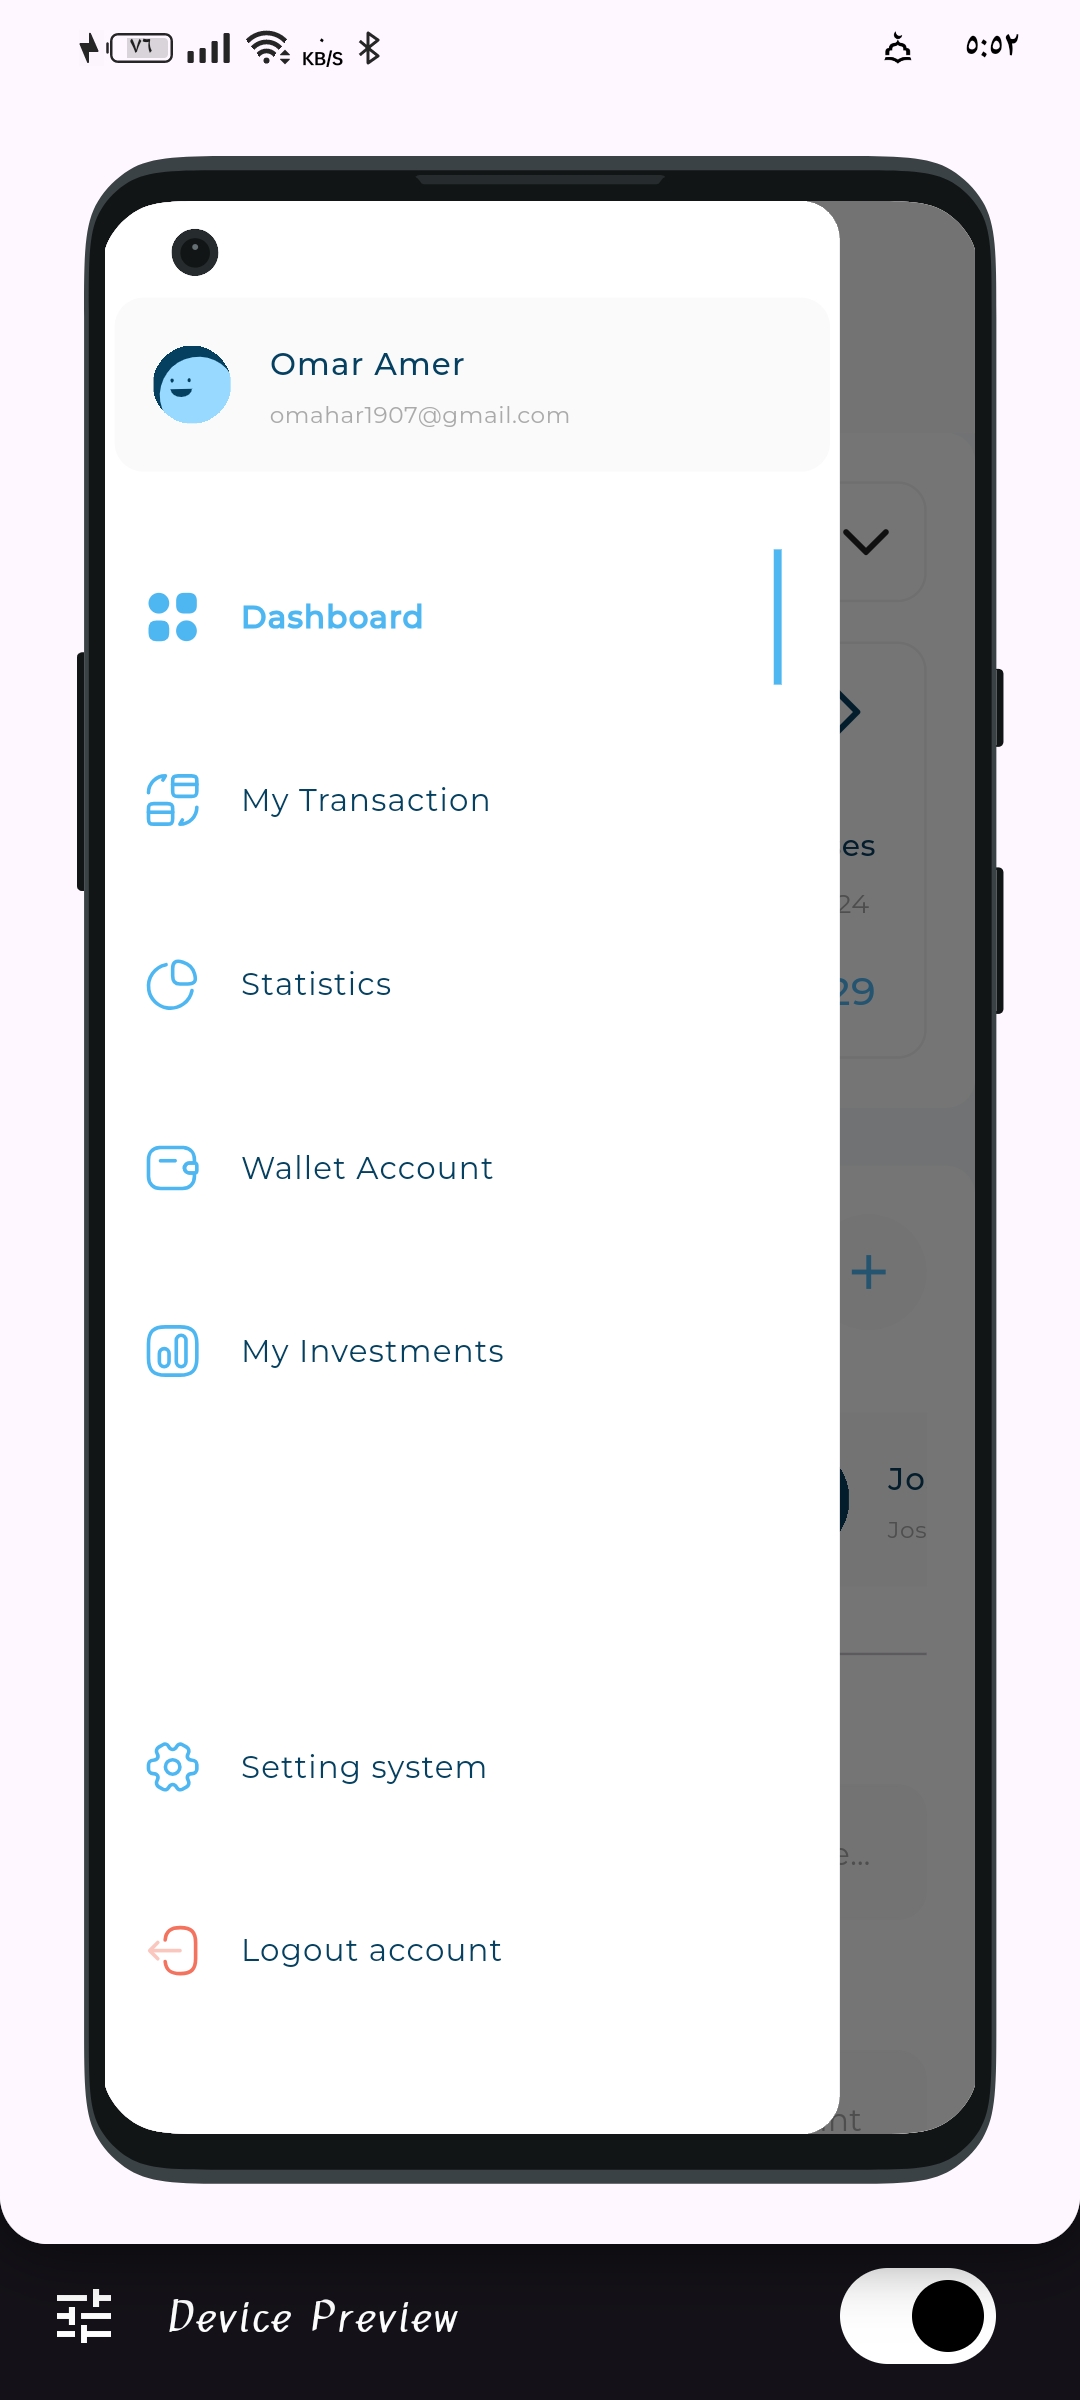 ٧٦
KB/S
٥:٥٢
Omar Amer
omahar1907@gmail.com
Dashboard
My Transaction
es
24
Statistics
29
Wallet Account
My Investments
Jo
Jos
Setting system
e...
Logout account
nt
Device Preview